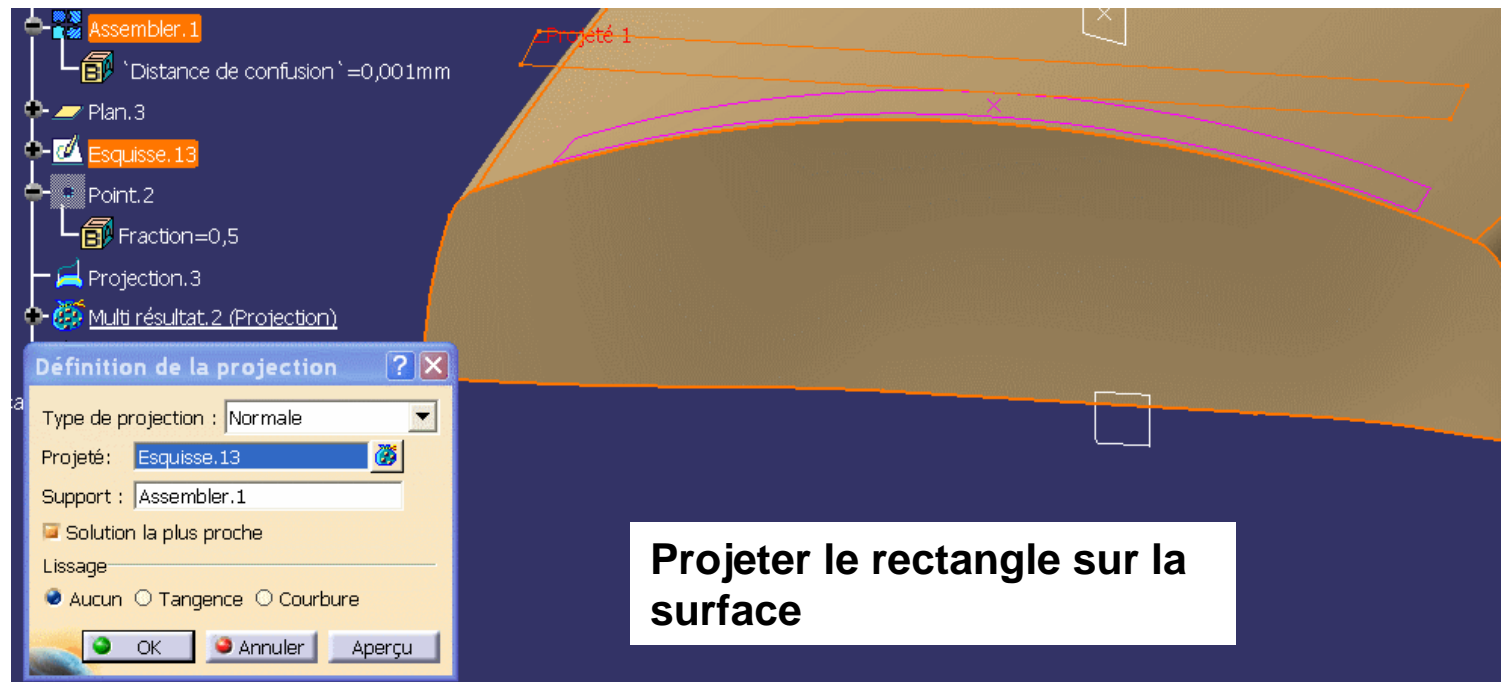 Assembler.1
`Distance de confusion`=0,001mm
Plan.3
Esquisse.13
Point.2
Fraction=0,5
Projection.3
Multi résultat.2 (Projection)
Projeté 1
Définition de la projection
Type de projection : Normale
Projeté: Esquisse.13
Support : Assembler.1
Solution la plus proche
Lissage
Aucun Tangence Courbure
OK Annuler Aperçu
Projeter le rectangle sur la
surface